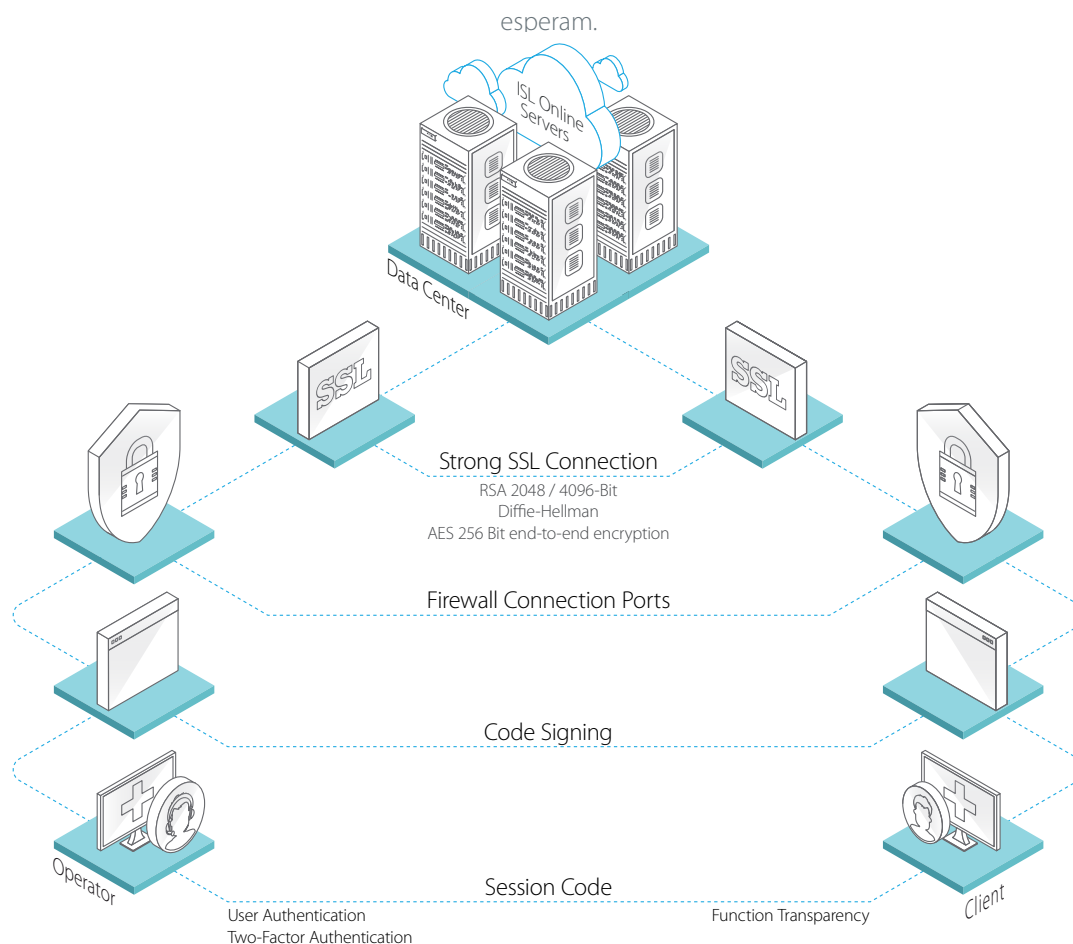 esperam.
ISL Online
Servers
Data Center
SSL
SSL
Strong SSL Connection
RSA 2048 / 4096-Bit
Diffie-Hellman
AES 256 Bit end-to-end encryption
Firewall Connection Ports
Code Signing
Operator
Session Code
Client
User Authentication
Two-Factor Authentication
Function Transparency